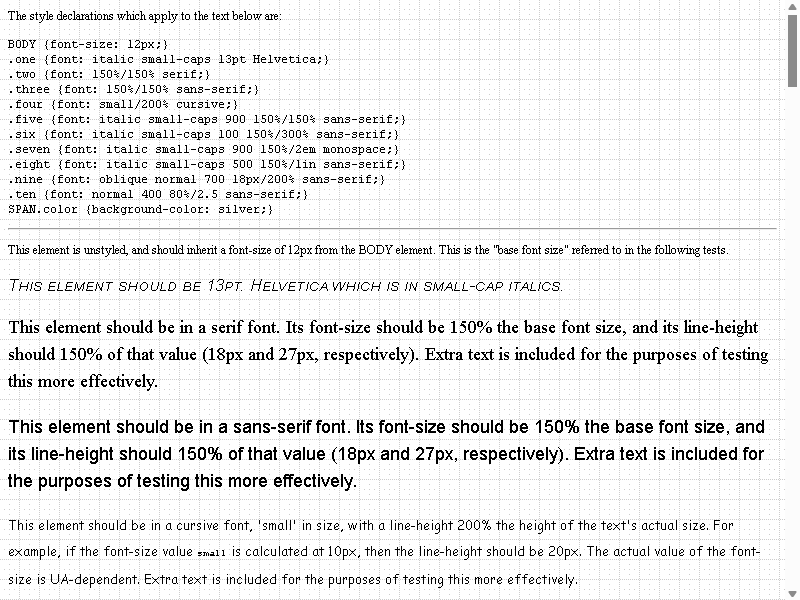 The style declarations which apply to the text below are:
BODY {font-size: 12px;}
.one {font: italic small-caps 13pt Helvetica;}
.two {font: 150%/150% serif;}
.three {font: 150%/150% sans-serif;}
.four {font: small/200% cursive;}
.five {font: italic small-caps 900 150%/150% sans-serif;}
.six {font: italic small-caps 100 150%/300% sans-serif;}
.seven {font: italic small-caps 900 150%/2em monospace;}
.eight {font: italic small-caps 500 150%/1in sans-serif;}
.nine {font: oblique normal 700 18px/200% sans-serif;}
.ten {font: normal 400 80%/2.5 sans-serif;}
SPAN.color {background-color: silver;}
This element is unstyled, and should inherit a font-size of 12px from the BODY element. This is the "base font size" referred to in the following tests.
This element should be 13pt. Helvetica which is in small-cap italics.
This element should be in a serif font. Its font-size should be 150% the base font size, and its line-height
should 150% of that value (18px and 27px, respectively). Extra text is included for the purposes of testing
this more effectively.
This element should be in a sans-serif font. Its font-size should be 150% the base font size, and
its line-height should 150% of that value (18px and 27px, respectively). Extra text is included for
the purposes of testing this more effectively.
This element should be in a cursive font, 'small' in size, with a line-height 200% the height of the text's actual size. For
example, if the font-size value small is calculated at 10px, then the line-height should be 20px. The actual value of the font-
size is UA-dependent. Extra text is included for the purposes of testing this more effectively.